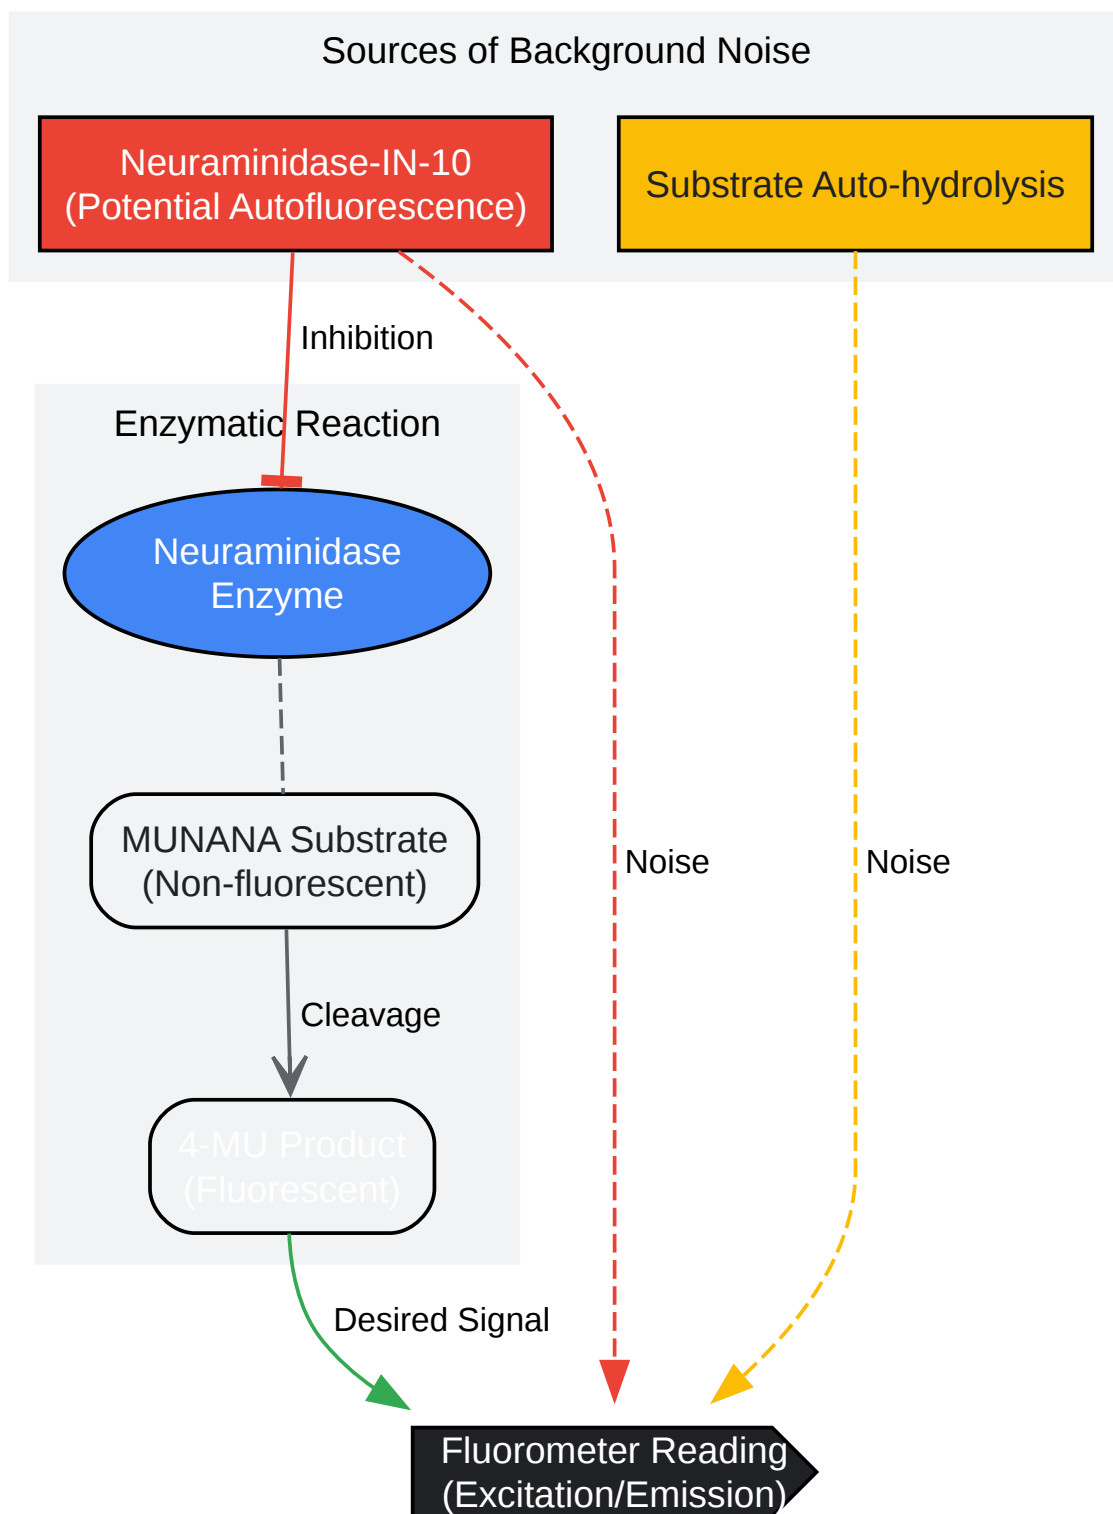 Sources of Background Noise
Neuraminidase-IN-10
(Potential Autofluorescence)
Substrate Auto-hydrolysis
Inhibition
Enzymatic Reaction
Neuraminidase
Enzyme
MUNANA Substrate
(Non-fluorescent)
Noise
Noise
Cleavage
4-MU Product
(Fluorescent)
Desired Signal
Fluorometer Reading
(Excitation/Emission)